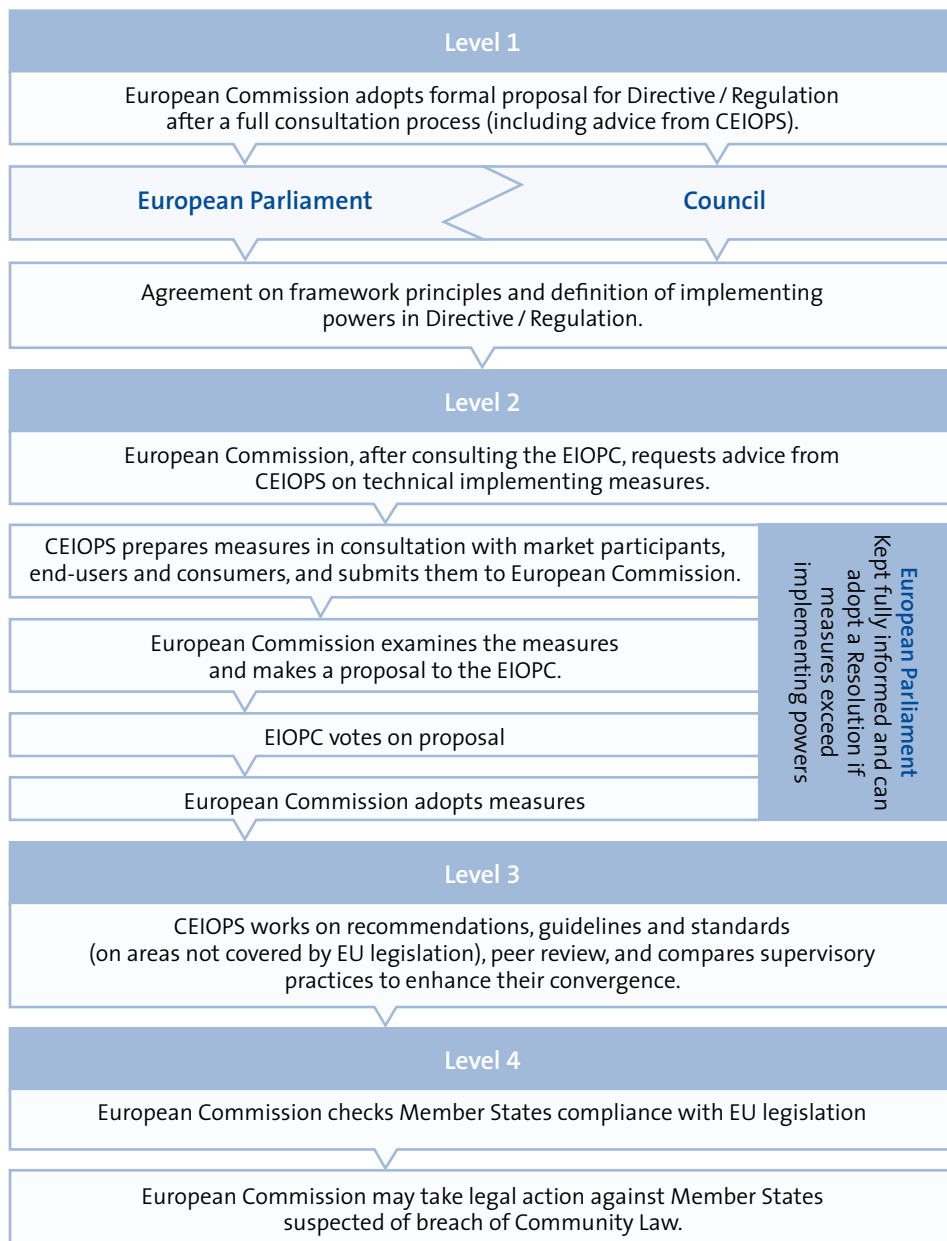 Level 1
European Commission adopts formal proposal for Directive / Regulation
after a full consultation process (including advice from CEIOPS).
European Parliament
Council
Agreement on framework principles and definition of implementing
powers in Directive / Regulation.
Level 2
European Commission, after consulting the EIOPC, requests advice from
CEIOPS on technical implementing measures.
CEIOPS prepares measures in consultation with market participants,
end-users and consumers, and submits them to European Commission.
European Commission examines the measures
and makes a proposal to the EIOPC.
EIOPC votes on proposal
European Commission adopts measures
European Parliament
Kept fully informed and can
adopt a Resolution if
measures exceed
implementing powers
Level 3
CEIOPS works on recommendations, guidelines and standards
(on areas not covered by EU legislation), peer review, and compares supervisory
practices to enhance their convergence.
Level 4
European Commission checks Member States compliance with EU legislation
European Commission may take legal action against Member States
suspected of breach of Community Law.